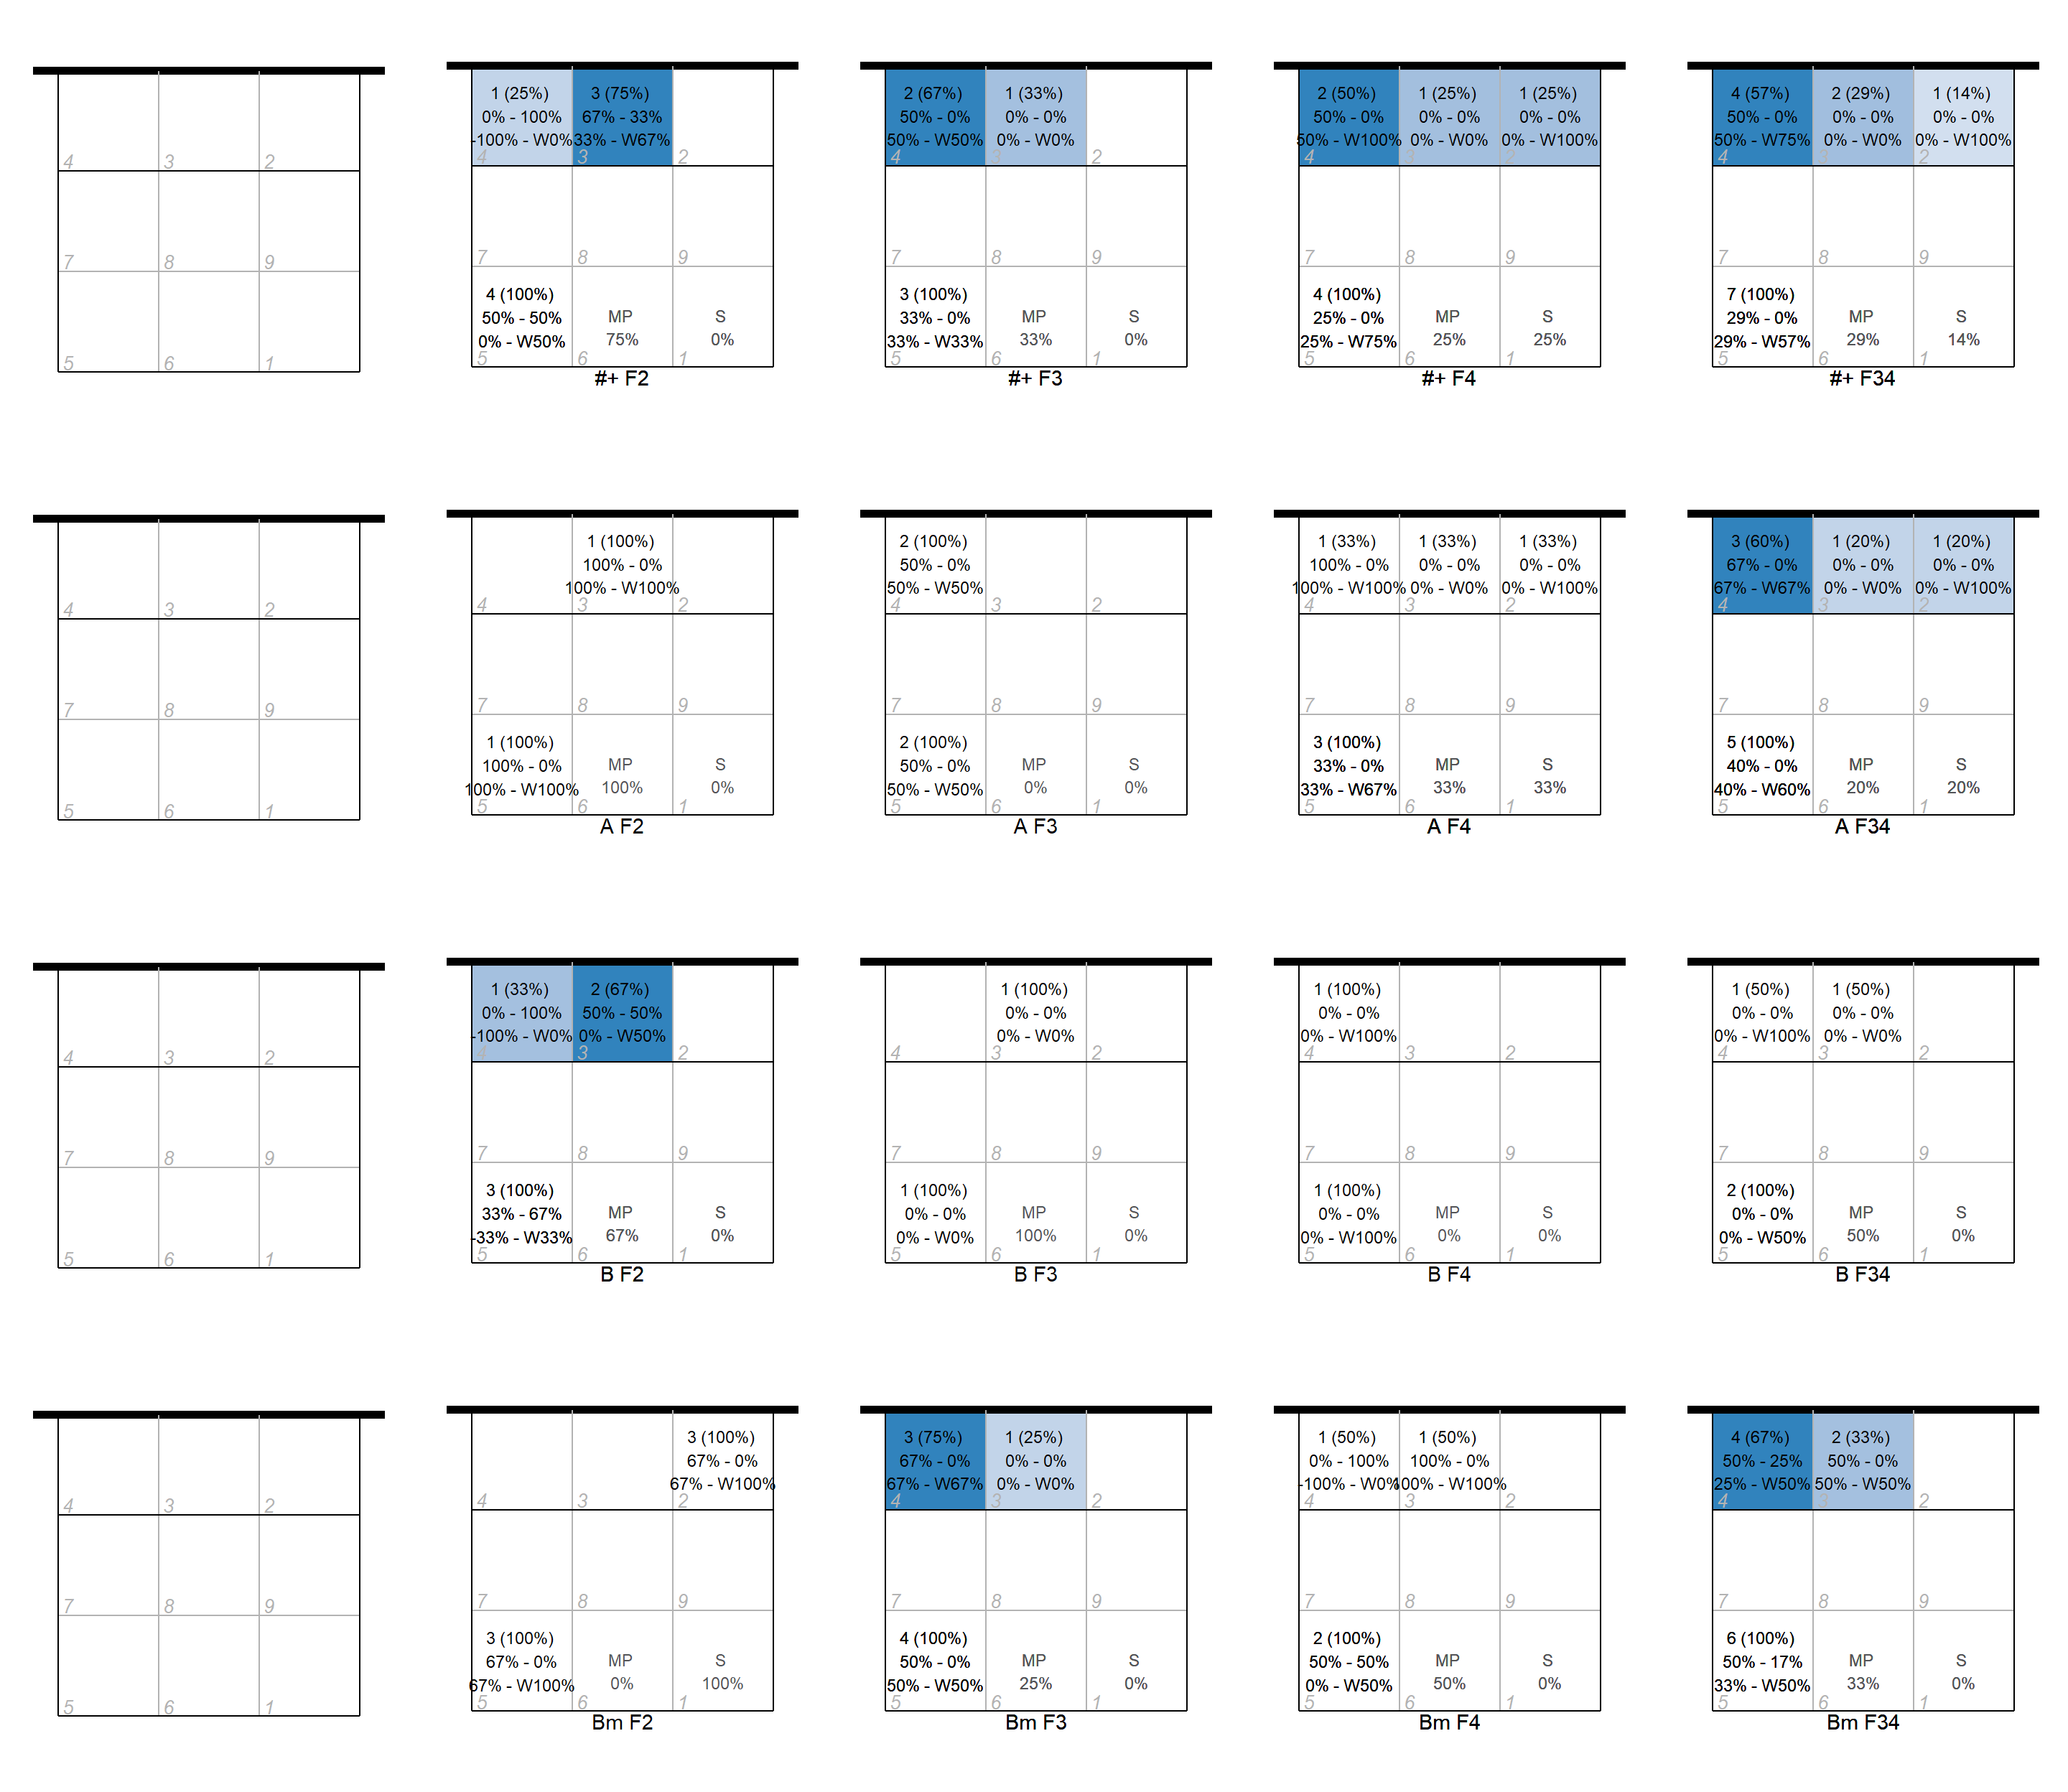 4
3
2
7
8
9
5
6
1
1 (25%)
0% - 100%
-100% - W0%
4
3 (75%)
67% - 33%
33% - W67%
3
2
7
8
9
4 (100%)
50% - 50%
0% - W50%
5
MP
75%
6
S
0%
1
#+ F2
2 (67%)
50% - 0%
50% - W50%
4
1 (33%)
0% - 0%
0% - W0%
3
2
7
8
9
3 (100%)
33% - 0%
33% - W33%
5
MP
33%
6
S
0%
1
#+ F3
2 (50%)
50% - 0%
50% - W100%
4
1 (25%)
0% - 0%
0% - W0%
3
1 (25%)
0% - 0%
0% - W100%
2
7
8
9
4 (100%)
25% - 0%
25% - W75%
5
MP
25%
6
S
25%
1
#+ F4
4 (57%)
50% - 0%
50% - W75%
4
2 (29%)
0% - 0%
0% - W0%
3
1 (14%)
0% - 0%
0% - W100%
2
7
8
9
7 (100%)
29% - 0%
29% - W57%
5
MP
29%
6
S
14%
1
#+ F34
4
3
2
7
8
9
5
6
1
4
1 (100%)
100% - 0%
100% - W100%
3
2
7
8
9
1 (100%)
100% - 0%
100% - W100%
5
MP
100%
6
S
0%
1
A F2
2 (100%)
50% - 0%
50% - W50%
4
3
2
7
8
9
2 (100%)
50% - 0%
50% - W50%
5
MP
0%
6
S
0%
1
A F3
1 (33%)
100% - 0%
100% - W100%
4
1 (33%)
0% - 0%
0% - W0%
3
1 (33%)
0% - 0%
0% - W100%
2
7
8
9
3 (100%)
33% - 0%
33% - W67%
5
MP
33%
6
S
33%
1
A F4
3 (60%)
67% - 0%
67% - W67%
4
1 (20%)
0% - 0%
0% - W0%
3
1 (20%)
0% - 0%
0% - W100%
2
7
8
9
5 (100%)
40% - 0%
40% - W60%
5
MP
20%
6
S
20%
1
A F34
4
3
2
7
8
9
5
6
1
1 (33%)
0% - 100%
-100% - W0%
4
2 (67%)
50% - 50%
0% - W50%
3
2
7
8
9
3 (100%)
33% - 67%
-33% - W33%
5
MP
67%
6
S
0%
1
B F2
4
1 (100%)
0% - 0%
0% - W0%
3
2
7
8
9
1 (100%)
0% - 0%
0% - W0%
5
MP
100%
6
S
0%
1
B F3
1 (100%)
0% - 0%
0% - W100%
4
3
2
7
8
9
1 (100%)
0% - 0%
0% - W100%
5
MP
0%
6
S
0%
1
B F4
1 (50%)
0% - 0%
0% - W100%
4
1 (50%)
0% - 0%
0% - W0%
3
2
7
8
9
2 (100%)
0% - 0%
0% - W50%
5
MP
50%
6
S
0%
1
B F34
4
3
2
7
8
9
5
6
1
4
3
3 (100%)
67% - 0%
67% - W100%
2
7
8
9
3 (100%)
67% - 0%
67% - W100%
5
MP
0%
6
S
100%
1
Bm F2
3 (75%)
67% - 0%
67% - W67%
4
1 (25%)
0% - 0%
0% - W0%
3
2
7
8
9
4 (100%)
50% - 0%
50% - W50%
5
MP
25%
6
S
0%
1
Bm F3
1 (50%)
0% - 100%
-100% - W0%
4
1 (50%)
100% - 0%
100% - W100%
3
2
7
8
9
2 (100%)
50% - 50%
0% - W50%
5
MP
50%
6
S
0%
1
Bm F4
4 (67%)
50% - 25%
25% - W50%
4
2 (33%)
50% - 0%
50% - W50%
3
2
7
8
9
6 (100%)
50% - 17%
33% - W50%
5
MP
33%
6
S
0%
1
Bm F34